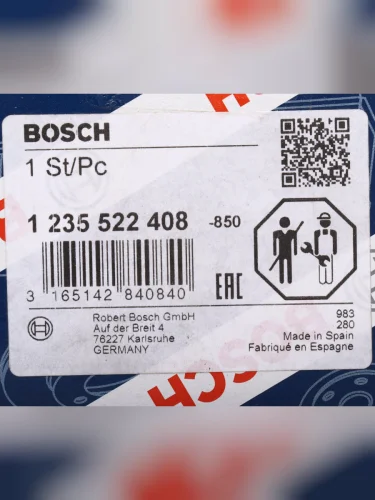 BOSCH
1 St/Pc
1 235 522 408 -850
3 165142 840840
EAC
Robert Bosch GmbH
Auf der Breit 4
76227 Karlsruhe
GERMANY
983
280
Made in Spain
Fabriqué en Espagne